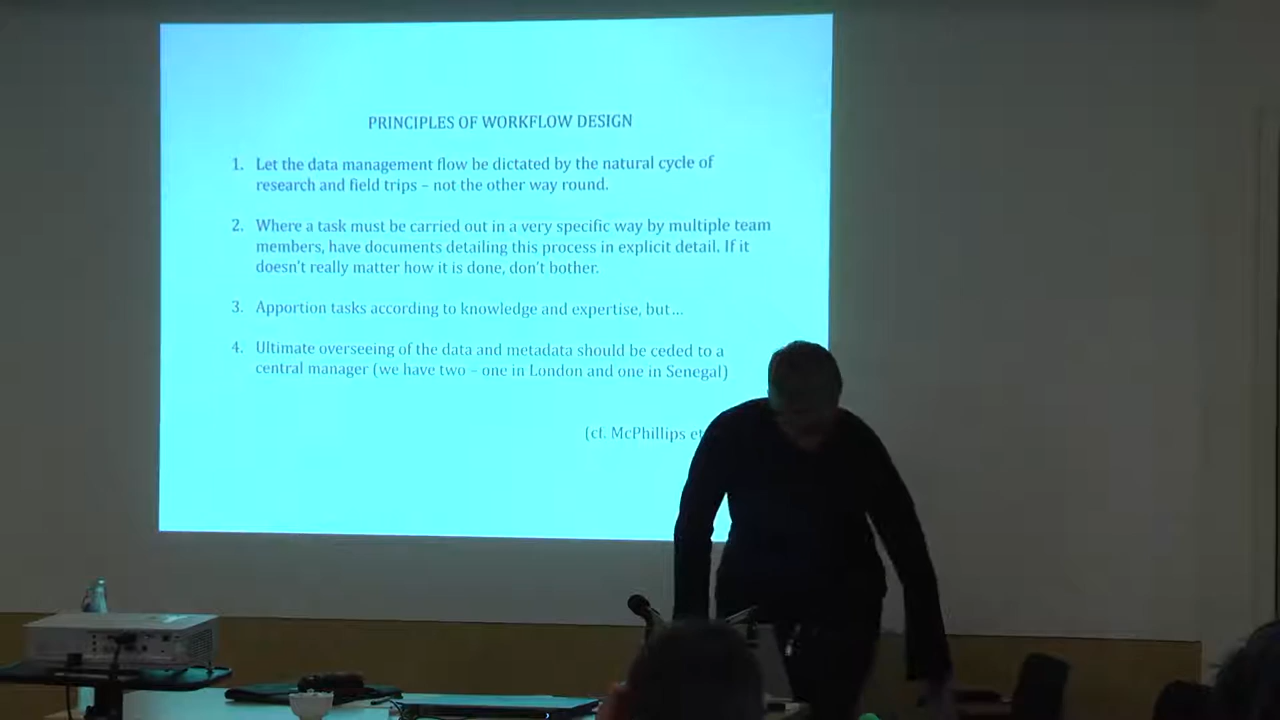 PRINCIPLES OF WORKFLOW DESIGN
1. Let the data management flow be dictated by the natural cycle of
research and field trips – not the other way round.
2. Where a task must be carried out in a very specific way by multiple team
members, have documents detailing this process in explicit detail. If it
doesn't really matter how it is done, don't bother.
3. Apportion tasks according to knowledge and expertise, but…
4. Ultimate overseeing of the data and metadata should be ceded to a
central manager (we have two – one in London and one in Senegal)
(cf. McPhillips et